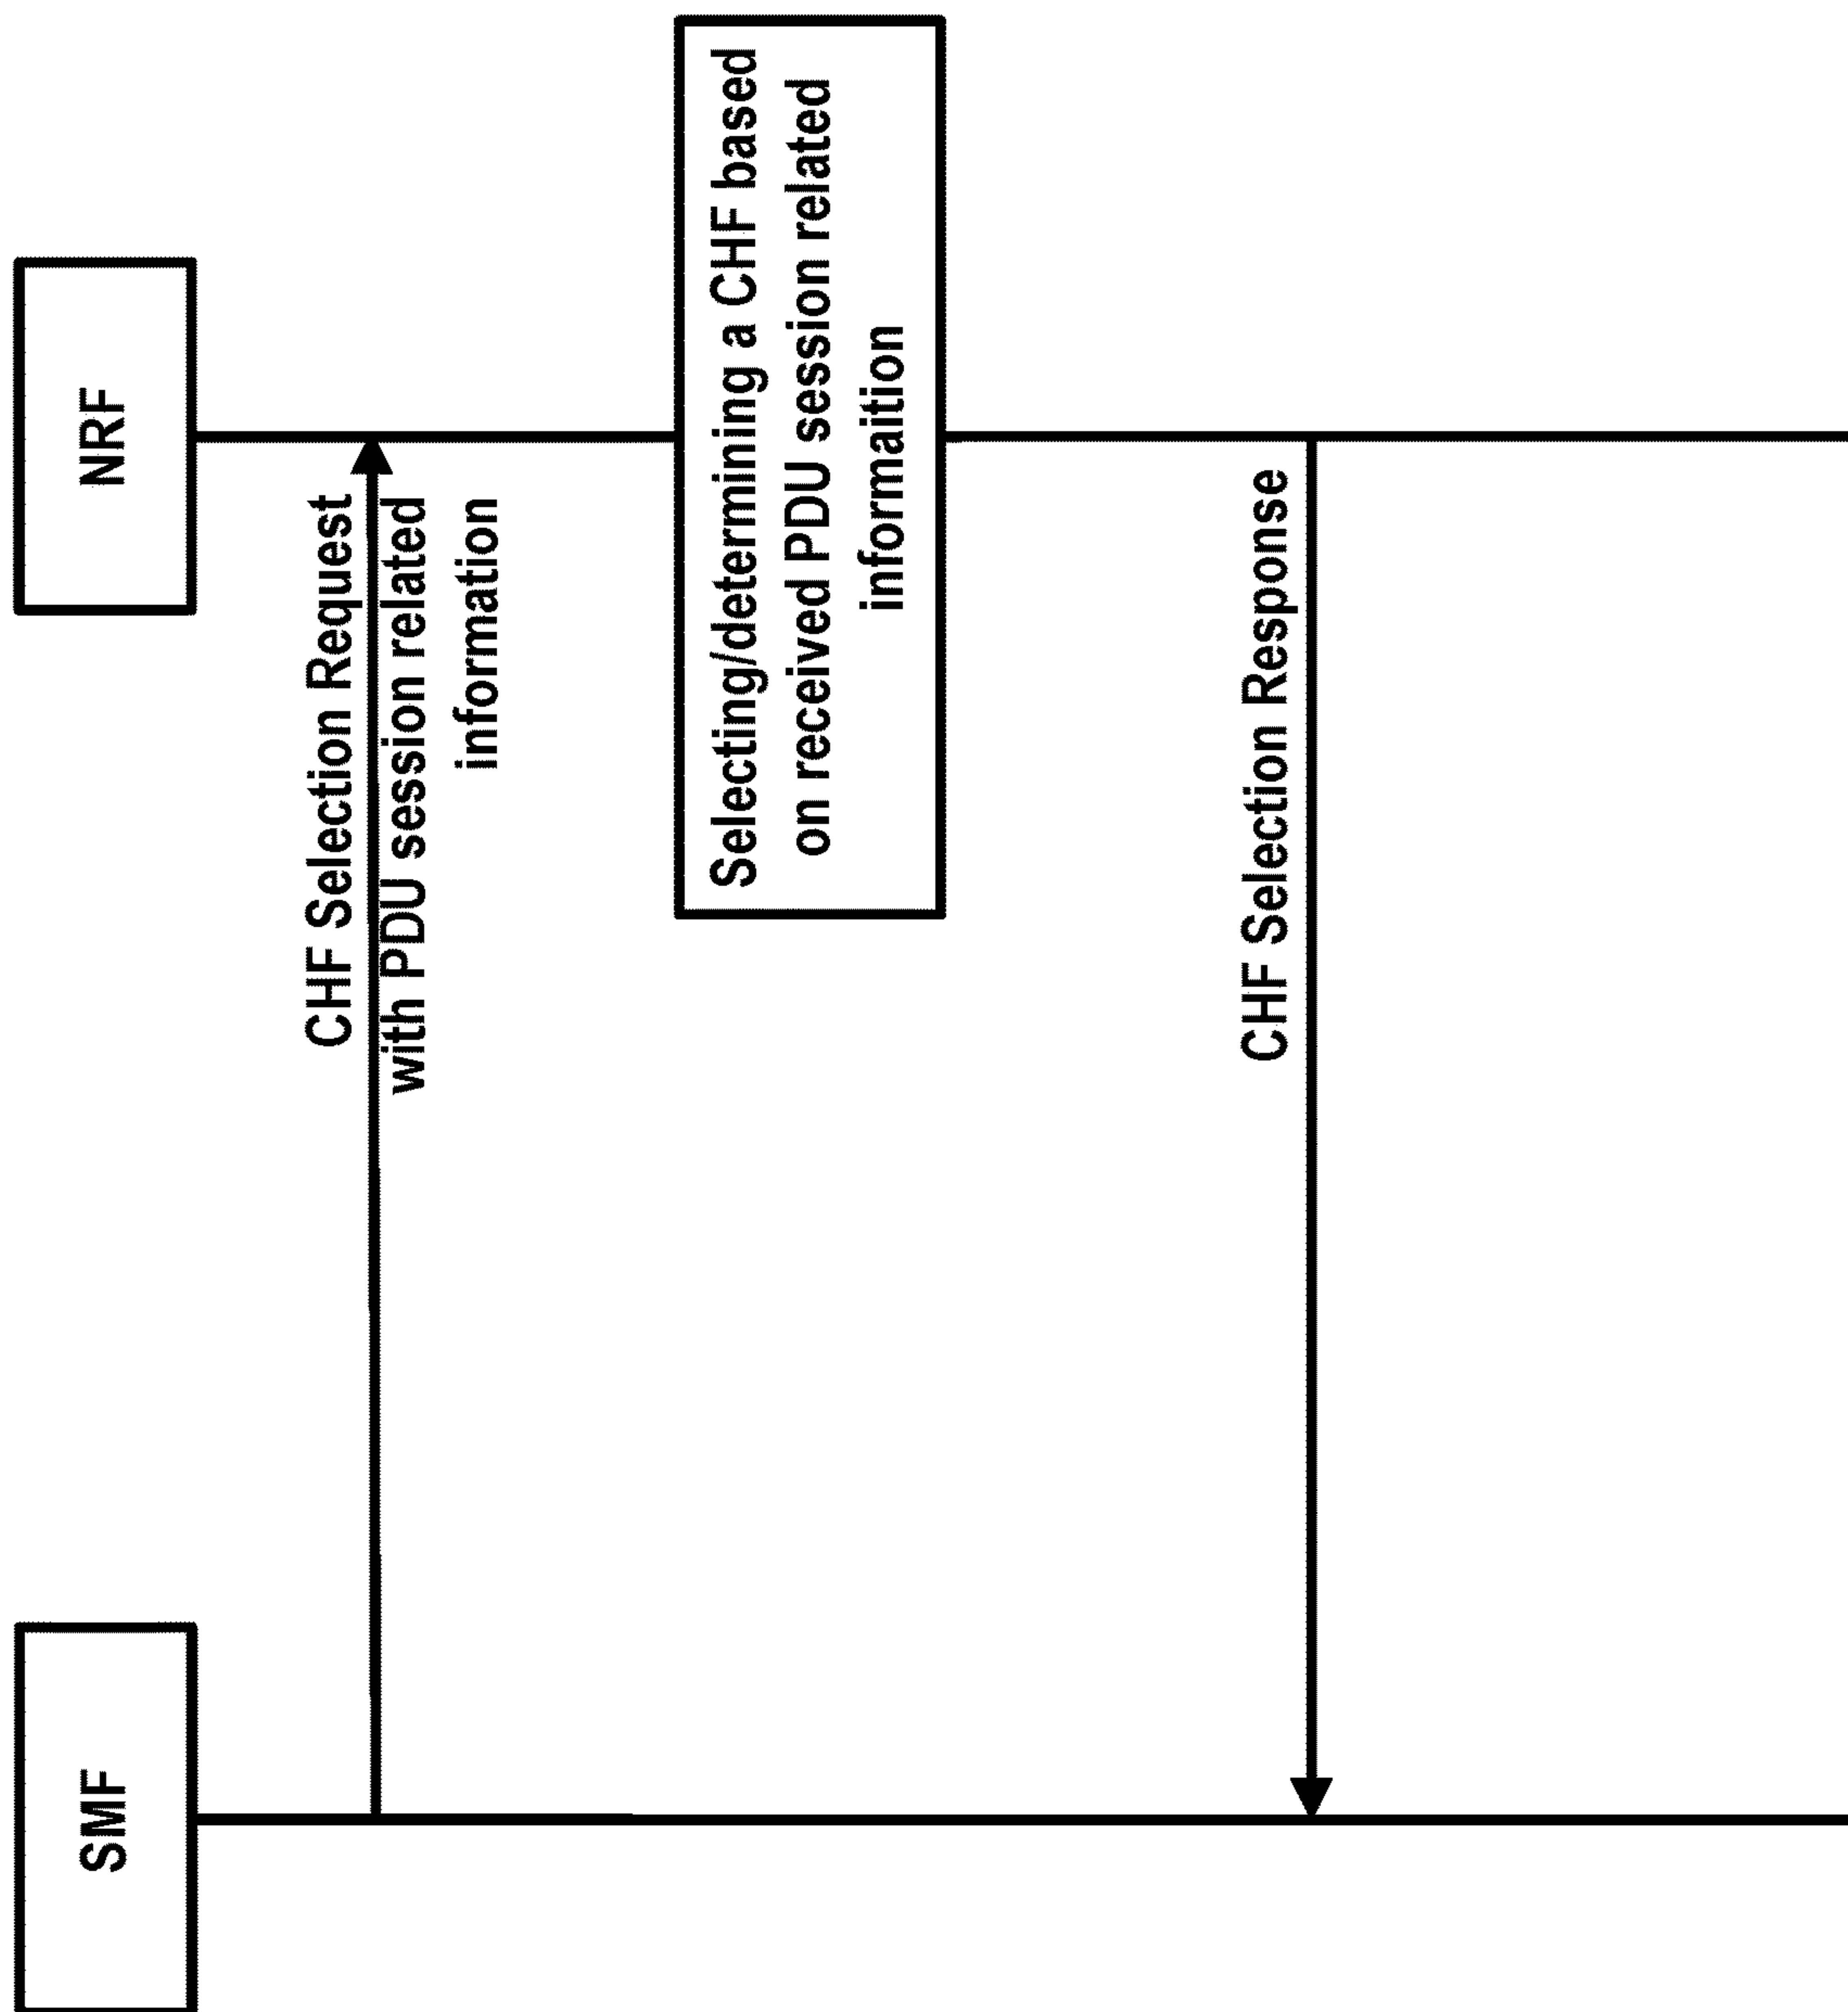 SMF
NRF
CHF Selection Request
with PDU session related
information
Selecting/determining a CHF based
on received PDU session related
informaition
CHF Selection Response